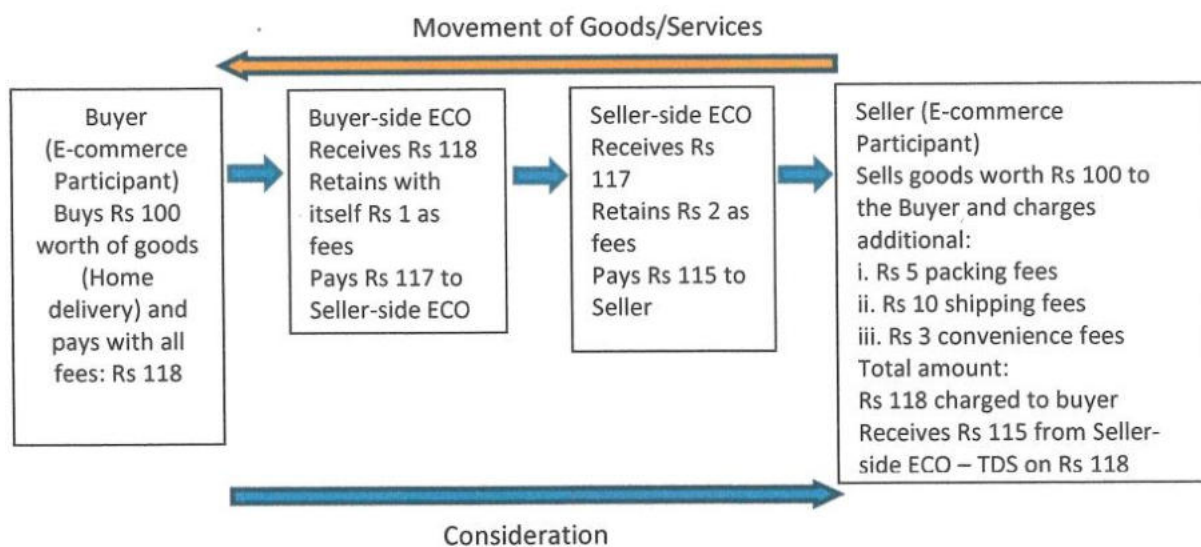 Movement of Goods/Services
Buyer
(E-commerce
Participant)
Buys Rs 100
worth of goods
(Home
delivery) and
pays with all
fees: Rs 118
Buyer-side ECO
Receives Rs 118
Retains with
itself Rs 1 as
fees
Pays Rs 117 to
Seller-side ECO
Seller-side ECO
Receives Rs
117
Retains Rs 2 as
fees
Pays Rs 115 to
Seller
Seller (E-commerce
Participant)
Sells goods worth Rs 100 to
the Buyer and charges
additional:
i. Rs 5 packing fees
ii. Rs 10 shipping fees
iii. Rs 3 convenience fees
Total amount:
Rs 118 charged to buyer
Receives Rs 115 from Seller-
side ECO – TDS on Rs 118
Consideration